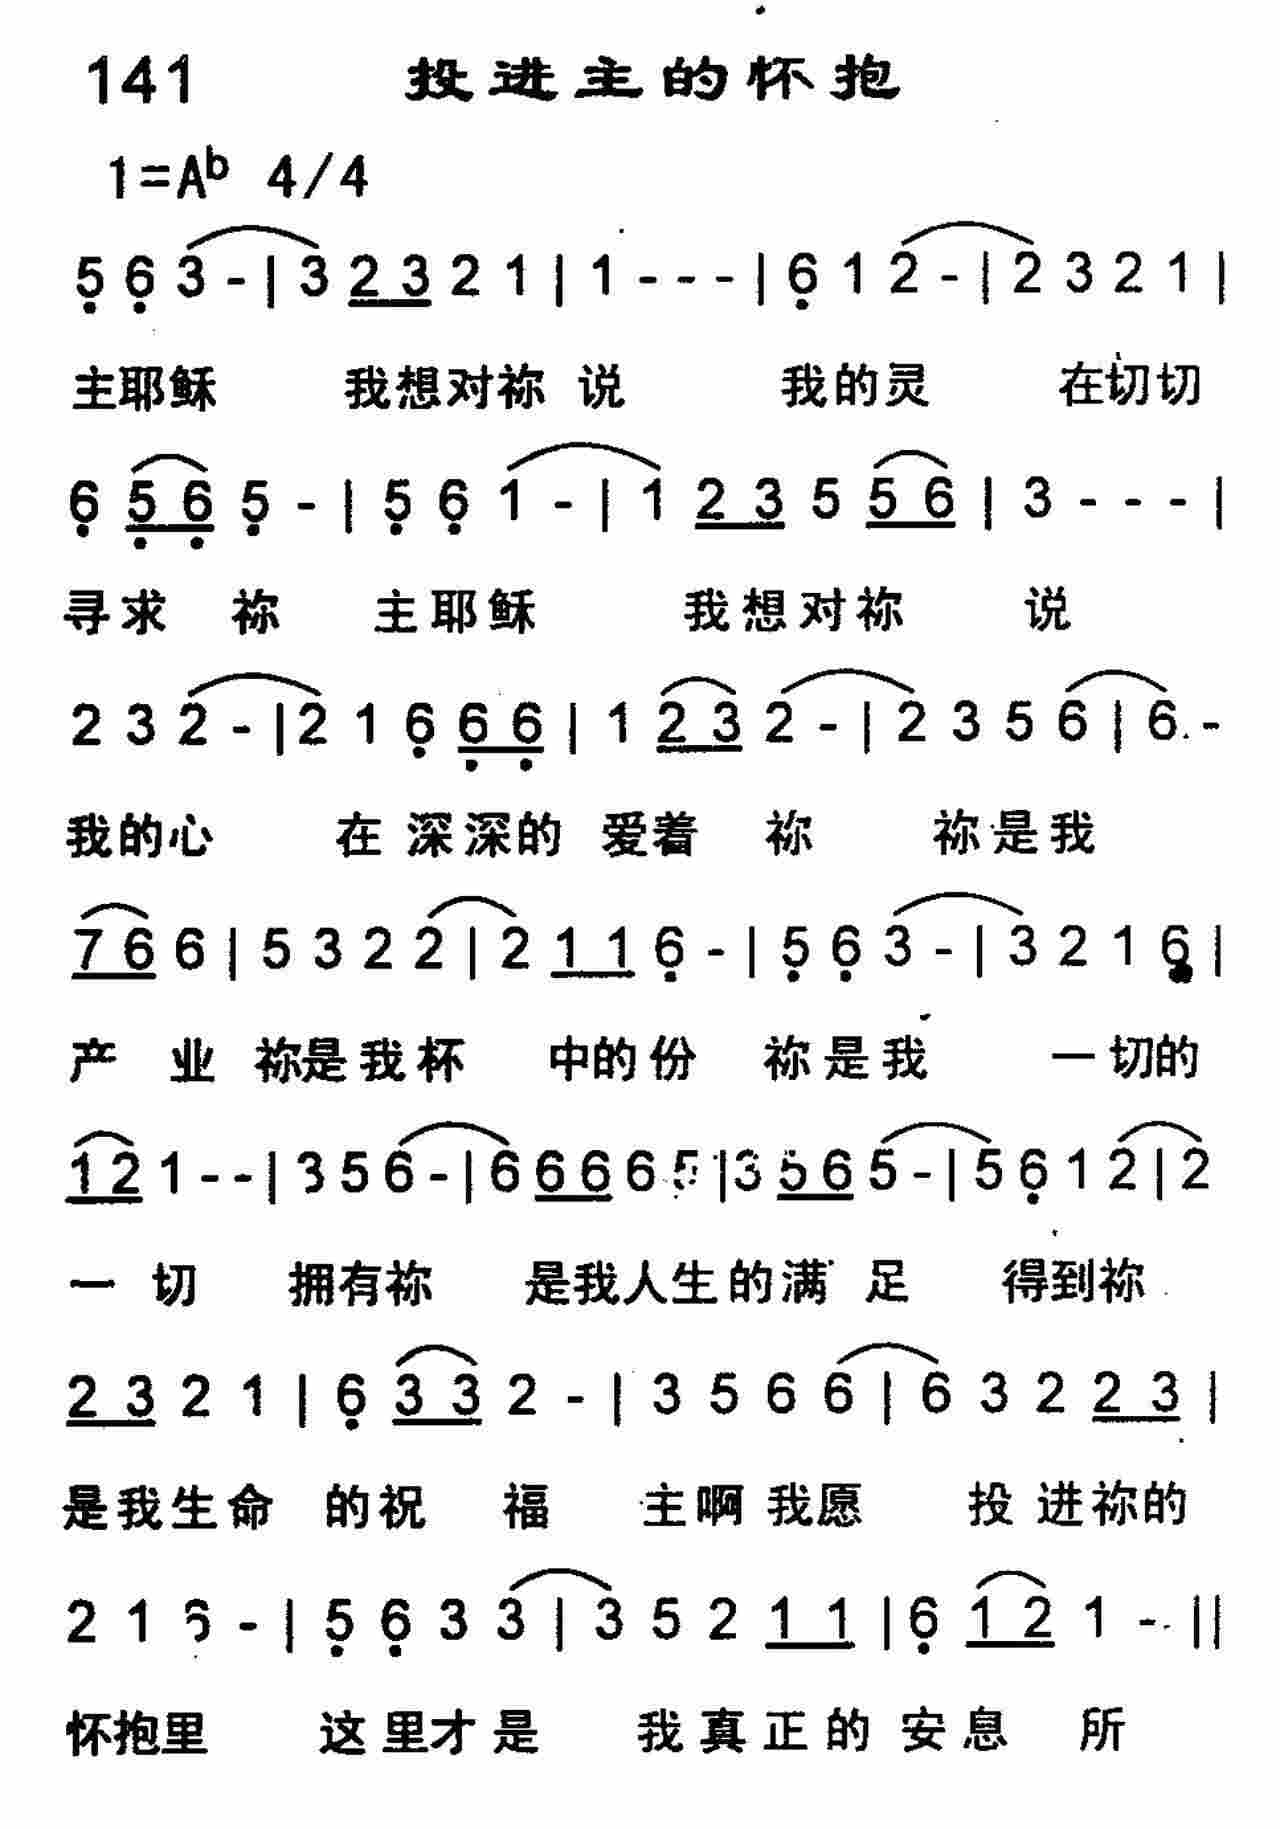 141 投进主的怀抱
1=Ab 4/4
5 6 3 - | 3 2 3 2 1 | 1 - - - | 6 1 2 - | 2 3 2 1 |
主耶稣 我想对祢 说 我的灵 在切切
6 5 6 5 - | 5 6 1 - | 1 2 3 5 5 6 | 3 - - - |
寻求 祢 主耶稣 我想对祢 说
2 3 2 - | 2 1 6 6 6 | 1 2 3 2 - | 2 3 5 6 | 6 -
我的心 在 深深的 爱着 祢 祢是我
7 6 6 | 5 3 2 2 | 2 1 1 6 - | 5 6 3 - | 3 2 1 6 |
产 业 祢是我杯 中的份 祢是我 一切的
1 2 1 - - | 3 5 6 - | 6 6 6 6 5 | 3 5 6 5 - | 5 6 1 2 | 2
一 切 拥有祢 是我人生的满 足 得到祢
2 3 2 1 | 6 3 3 2 - | 3 5 6 6 | 6 3 2 2 3 |
是我生命 的祝 福 主啊我愿 投 进祢的
2 1 6 - | 5 6 3 3 | 3 5 2 1 1 | 6 1 2 1 - ||
怀抱里 这里才是 我真正的 安息 所